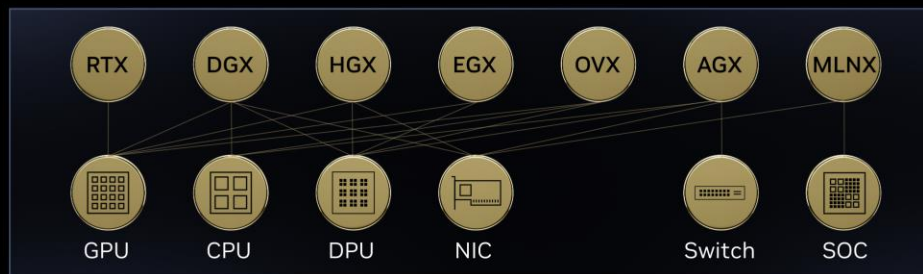 RTX DGX HGX EGX OVX AGX MLNX
GPU CPU DPU NIC Switch SOC